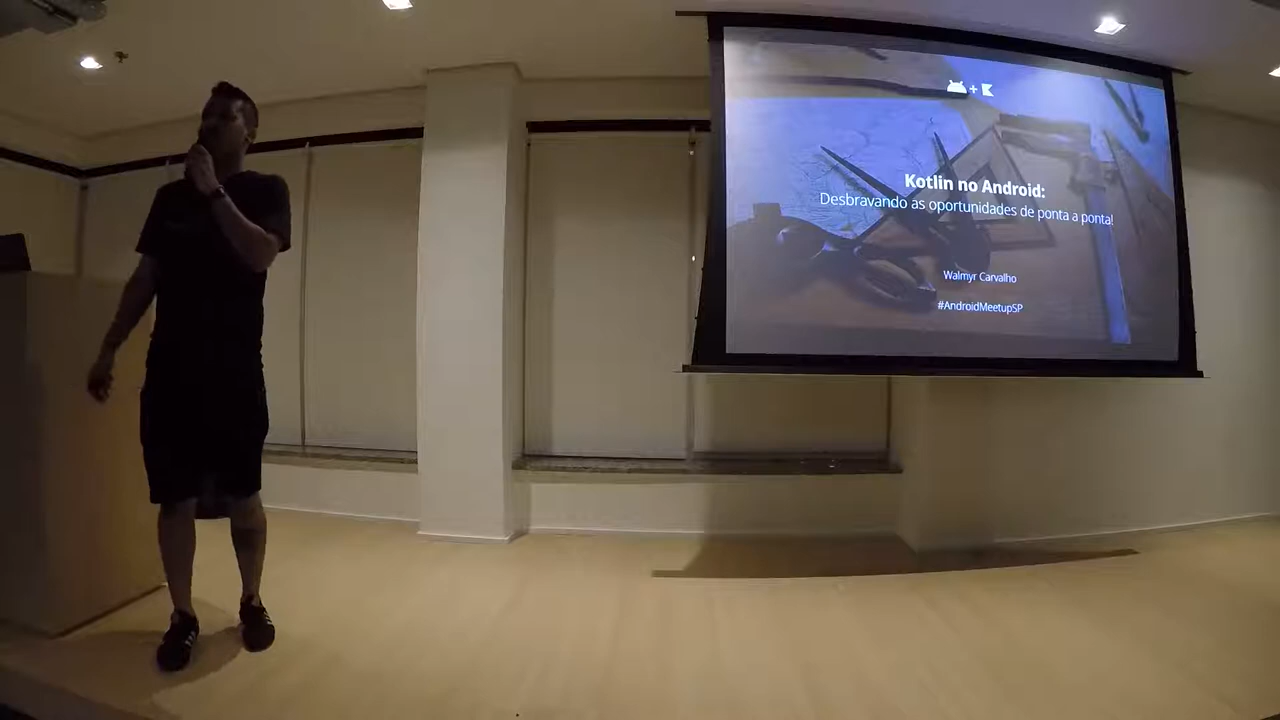 +
Kotlin no Android:
Desbravando as oportunidades de ponta a ponta!
Walmyr Carvalho
#AndroidMeetupSP